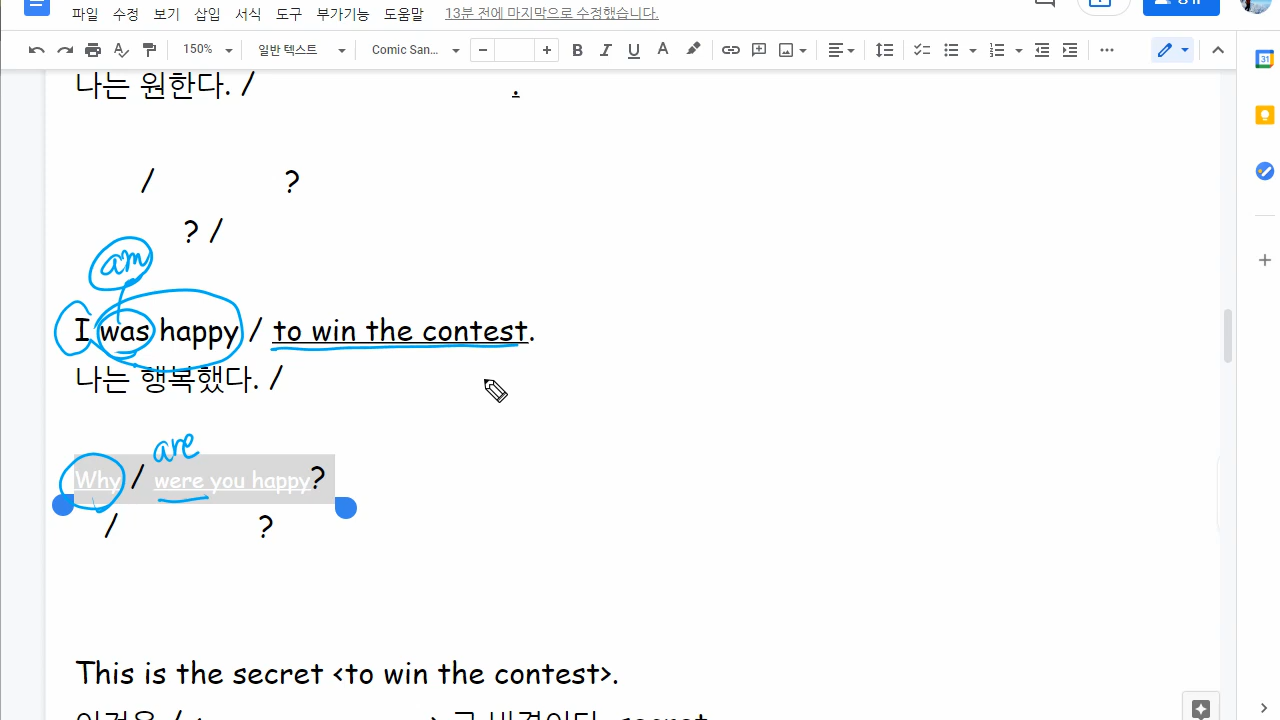 파일 수정 보기 삽입 서식 도구 부가기능 도움말 13분 전에 마지막으로 수정했습니다.
150% 일반 텍스트 Comic San... − + B I U A
나는 원한다. / .
/ ?
? /
am
I was happy / to win the contest.
나는 행복했다. /
are
Why / were you happy?
/ ?
This is the secret <to win the contest>.